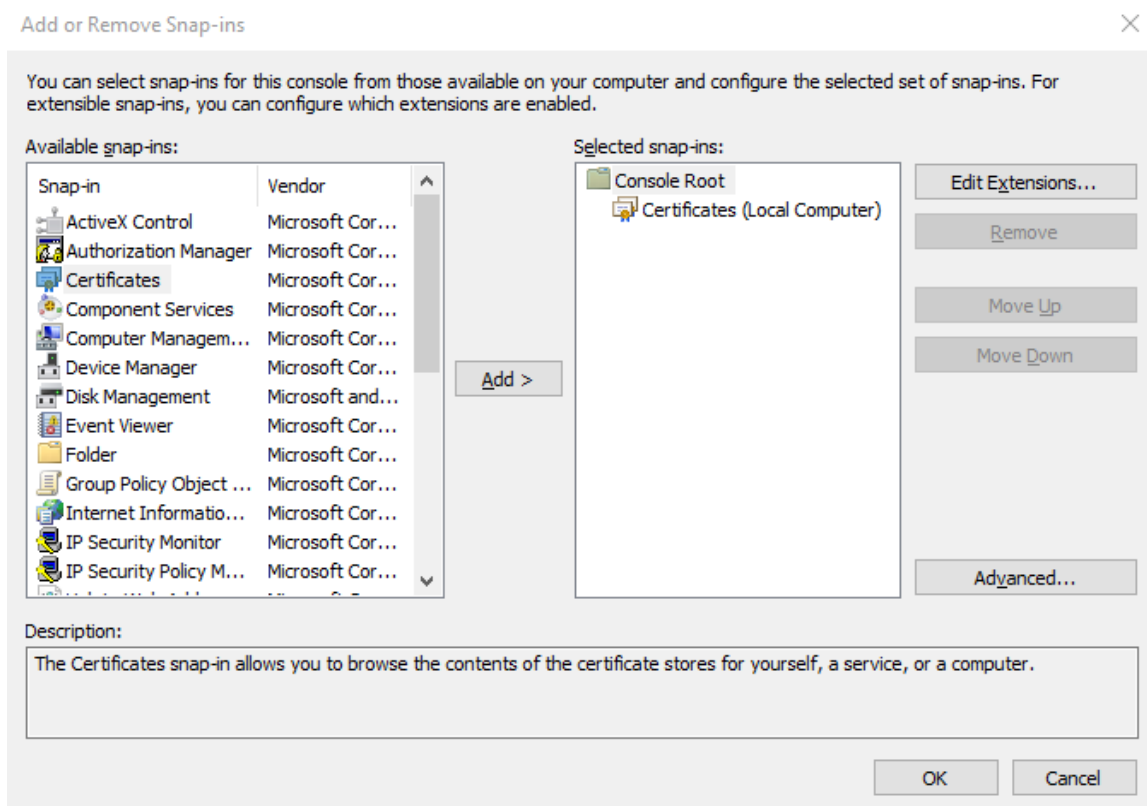 Add or Remove Snap-ins
You can select snap-ins for this console from those available on your computer and configure the selected set of snap-ins. For
extensible snap-ins, you can configure which extensions are enabled.
Available snap-ins:
Snap-in Vendor
ActiveX Control Microsoft Cor...
Authorization Manager Microsoft Cor...
Certificates Microsoft Cor...
Component Services Microsoft Cor...
Computer Managem... Microsoft Cor...
Device Manager Microsoft Cor...
Disk Management Microsoft and...
Event Viewer Microsoft Cor...
Folder Microsoft Cor...
Group Policy Object ... Microsoft Cor...
Internet Informatio... Microsoft Cor...
IP Security Monitor Microsoft Cor...
IP Security Policy M... Microsoft Cor...
Add >
Selected snap-ins:
Console Root
Certificates (Local Computer)
Edit Extensions...
Remove
Move Up
Move Down
Advanced...
Description:
The Certificates snap-in allows you to browse the contents of the certificate stores for yourself, a service, or a computer.
OK
Cancel